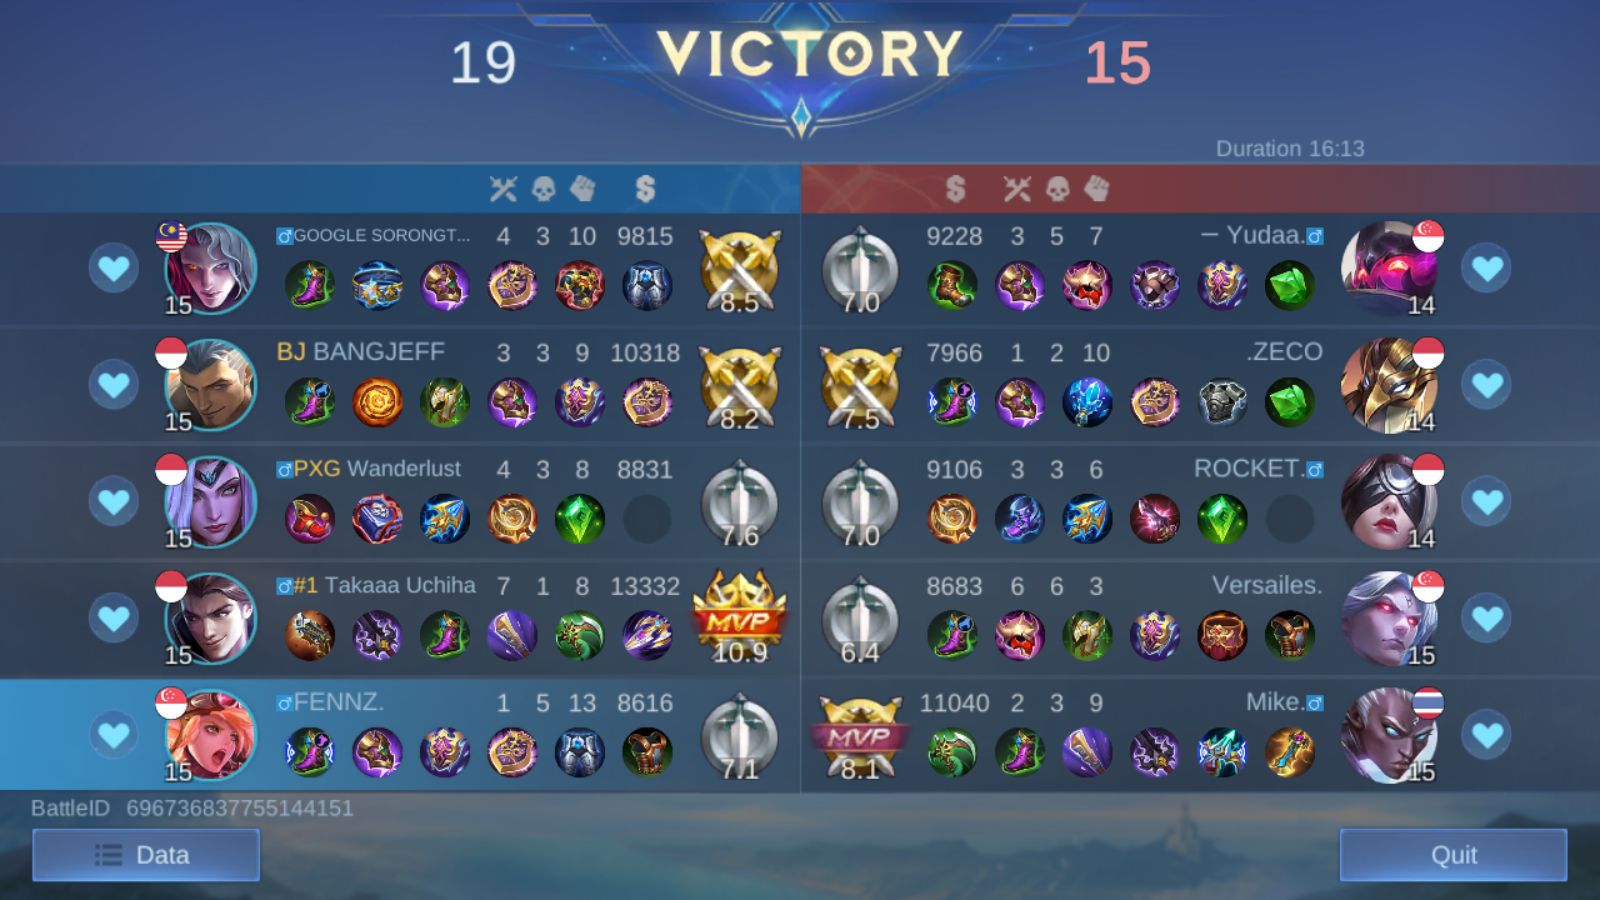 19 VICTORY 15
Duration 16:13
GOOGLE SORONGT... 4 3 10 9815
15 8.5
9228 3 5 7 — Yudaa.
7.0 14
BJ BANGJEFF 3 3 9 10318
15 8.2
7966 1 2 10 .ZECO
7.5 14
PXG Wanderlust 4 3 8 8831
15 7.6
9106 3 3 6 ROCKET.
7.0 14
#1 Takaaa Uchiha 7 1 8 13332
15 MVP 10.9
8683 6 6 3 Versailes.
6.4 15
FENNZ. 1 5 13 8616
15 7.1
11040 2 3 9 Mike.
MVP 8.1 15
BattleID 696736837755144151
Data
Quit